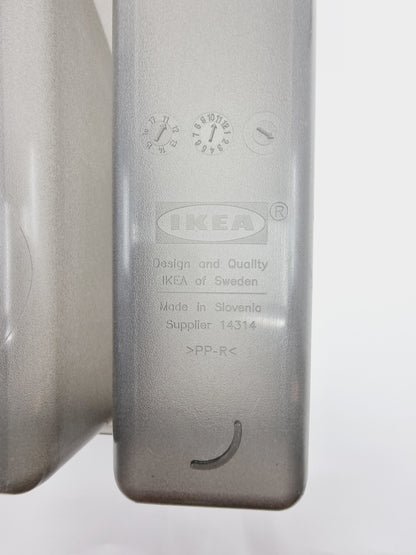 IKEA®
Design and Quality
IKEA of Sweden
Made in Slovenia
Supplier 14314
>PP-R<